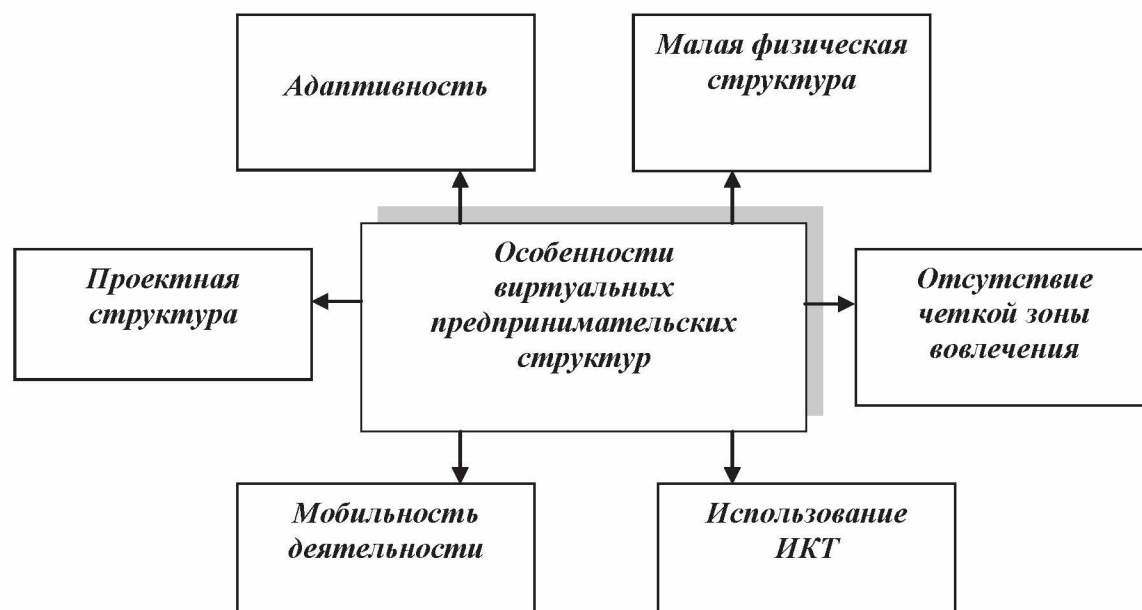 Адаптивность
Малая физическая
структура
Проектная
структура
Особенности
виртуальных
предпринимательских
структур
Отсутствие
четкой зоны
вовлечения
Мобильность
деятельности
Использование
ИКТ